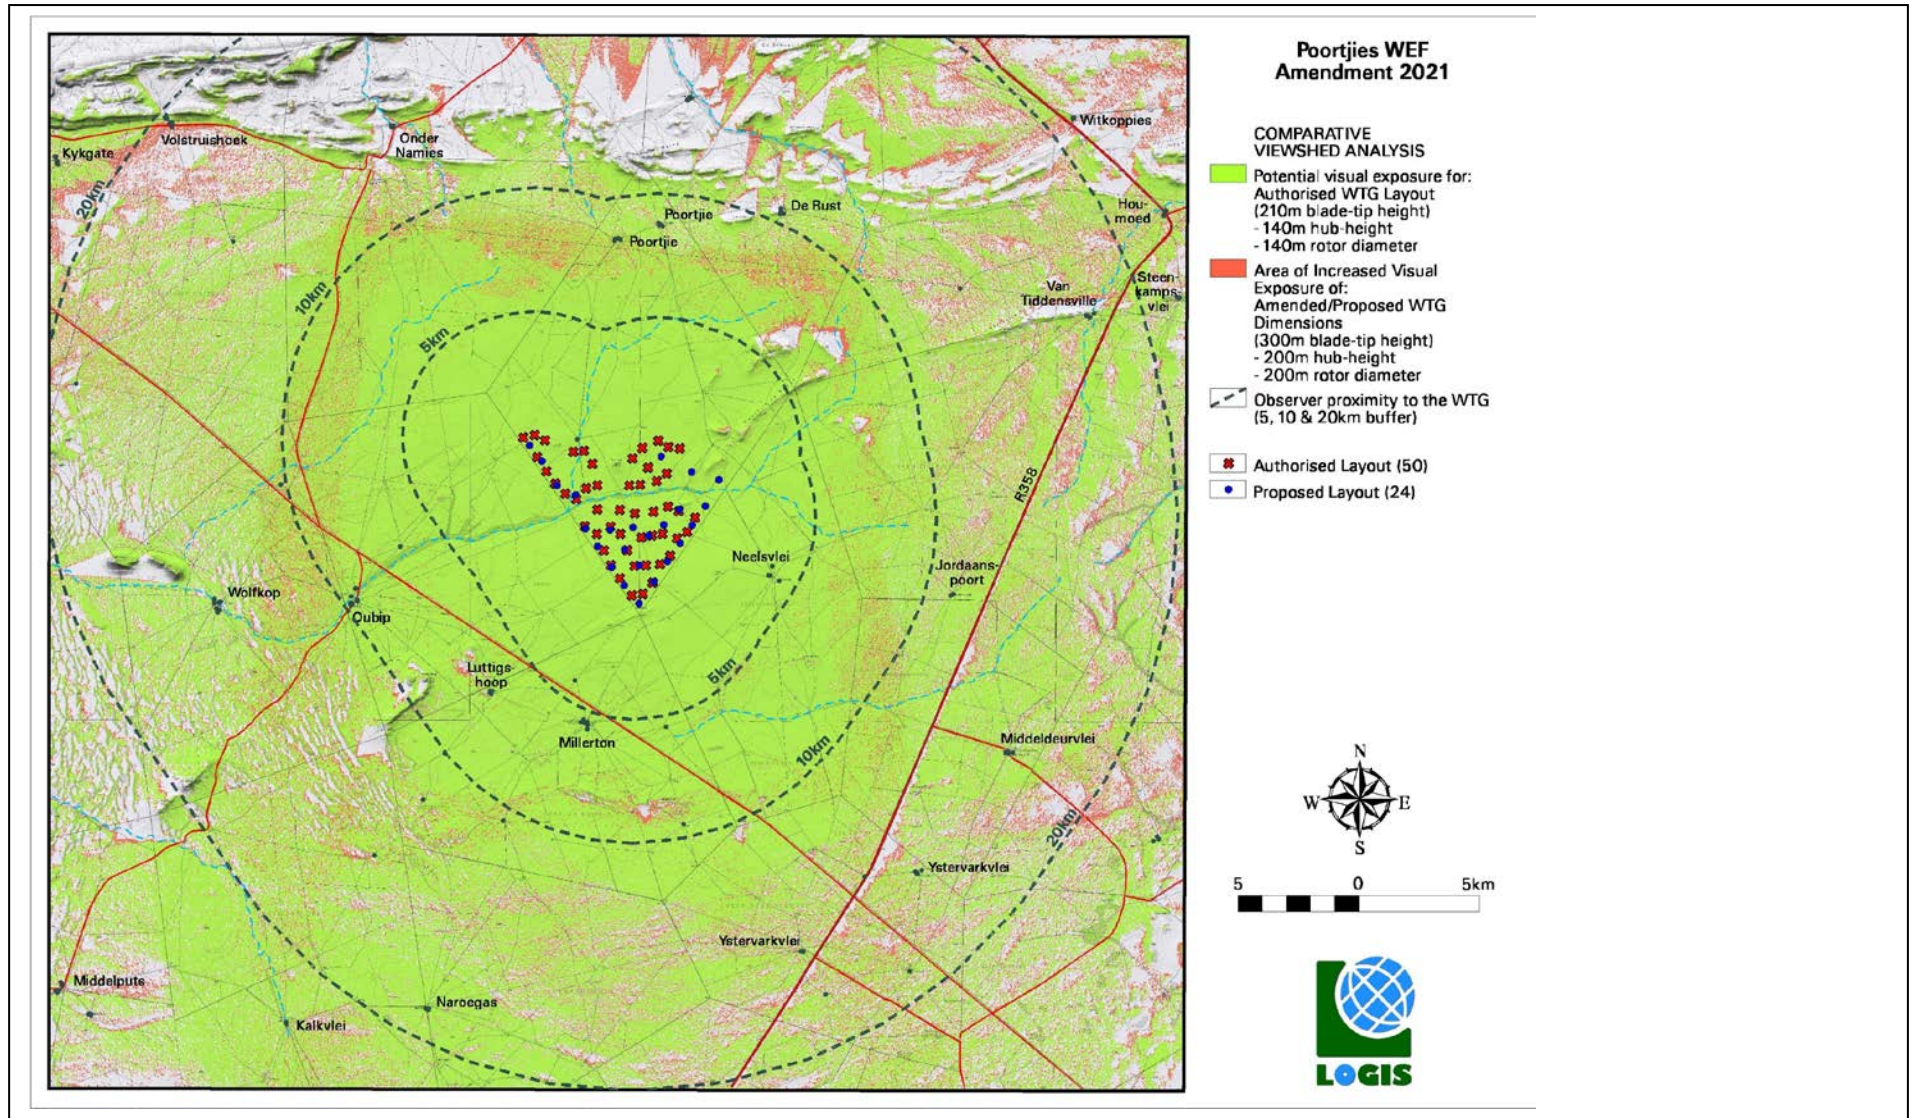 Poortjies WEF
Amendment 2021
COMPARATIVE
VIEWSHED ANALYSIS
Potential visual exposure for:
Authorised WTG Layout
(210m blade-tip height)
- 140m hub-height
- 140m rotor diameter
Area of Increased Visual
Exposure of:
Amended/Proposed WTG
Dimensions
(300m blade-tip height)
- 200m hub-height
- 200m rotor diameter
Observer proximity to the WTG
(5, 10 & 20km buffer)
Authorised Layout (50)
Proposed Layout (24)
N
W E
S
5 0 5km
LOGIS
Volstruishoek
Onder
Namies
Kykgate
20km
Witkoppies
Poortjie
De Rust
Hou-
moed
Poortjie
10km
Van
Tiddensville
Steen-
kamps-
vlei
5km
R358
Neelsvlei
Jordaans-
poort
Wolfkop
Oubip
Luttigs-
hoop
5km
Millerton
10km
Middeldeurvlei
20km
Ystervarkvlei
Ystervarkvlei
Middelputs
Naroegas
Kalkvlei